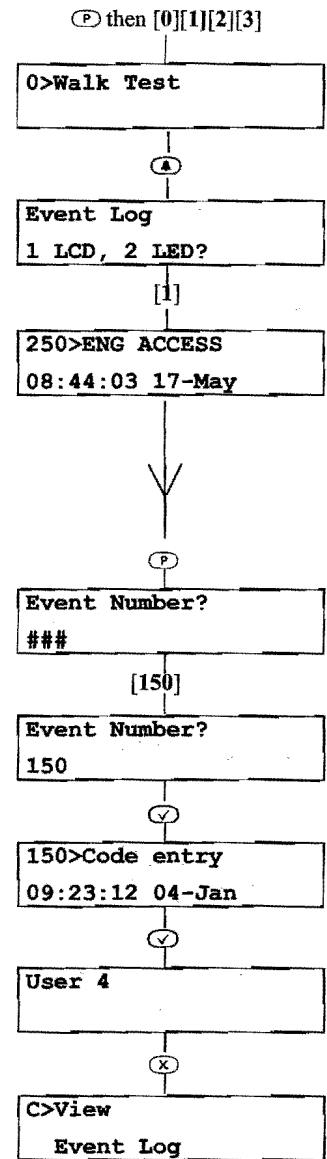 Ⓟ then [0][1][2][3]
0>Walk Test
Event Log
1 LCD, 2 LED?
[1]
250>ENG ACCESS
08:44:03 17-May
Ⓟ
Event Number?
###
[150]
Event Number?
150
150>Code entry
09:23:12 04-Jan
User 4
C>View
Event Log